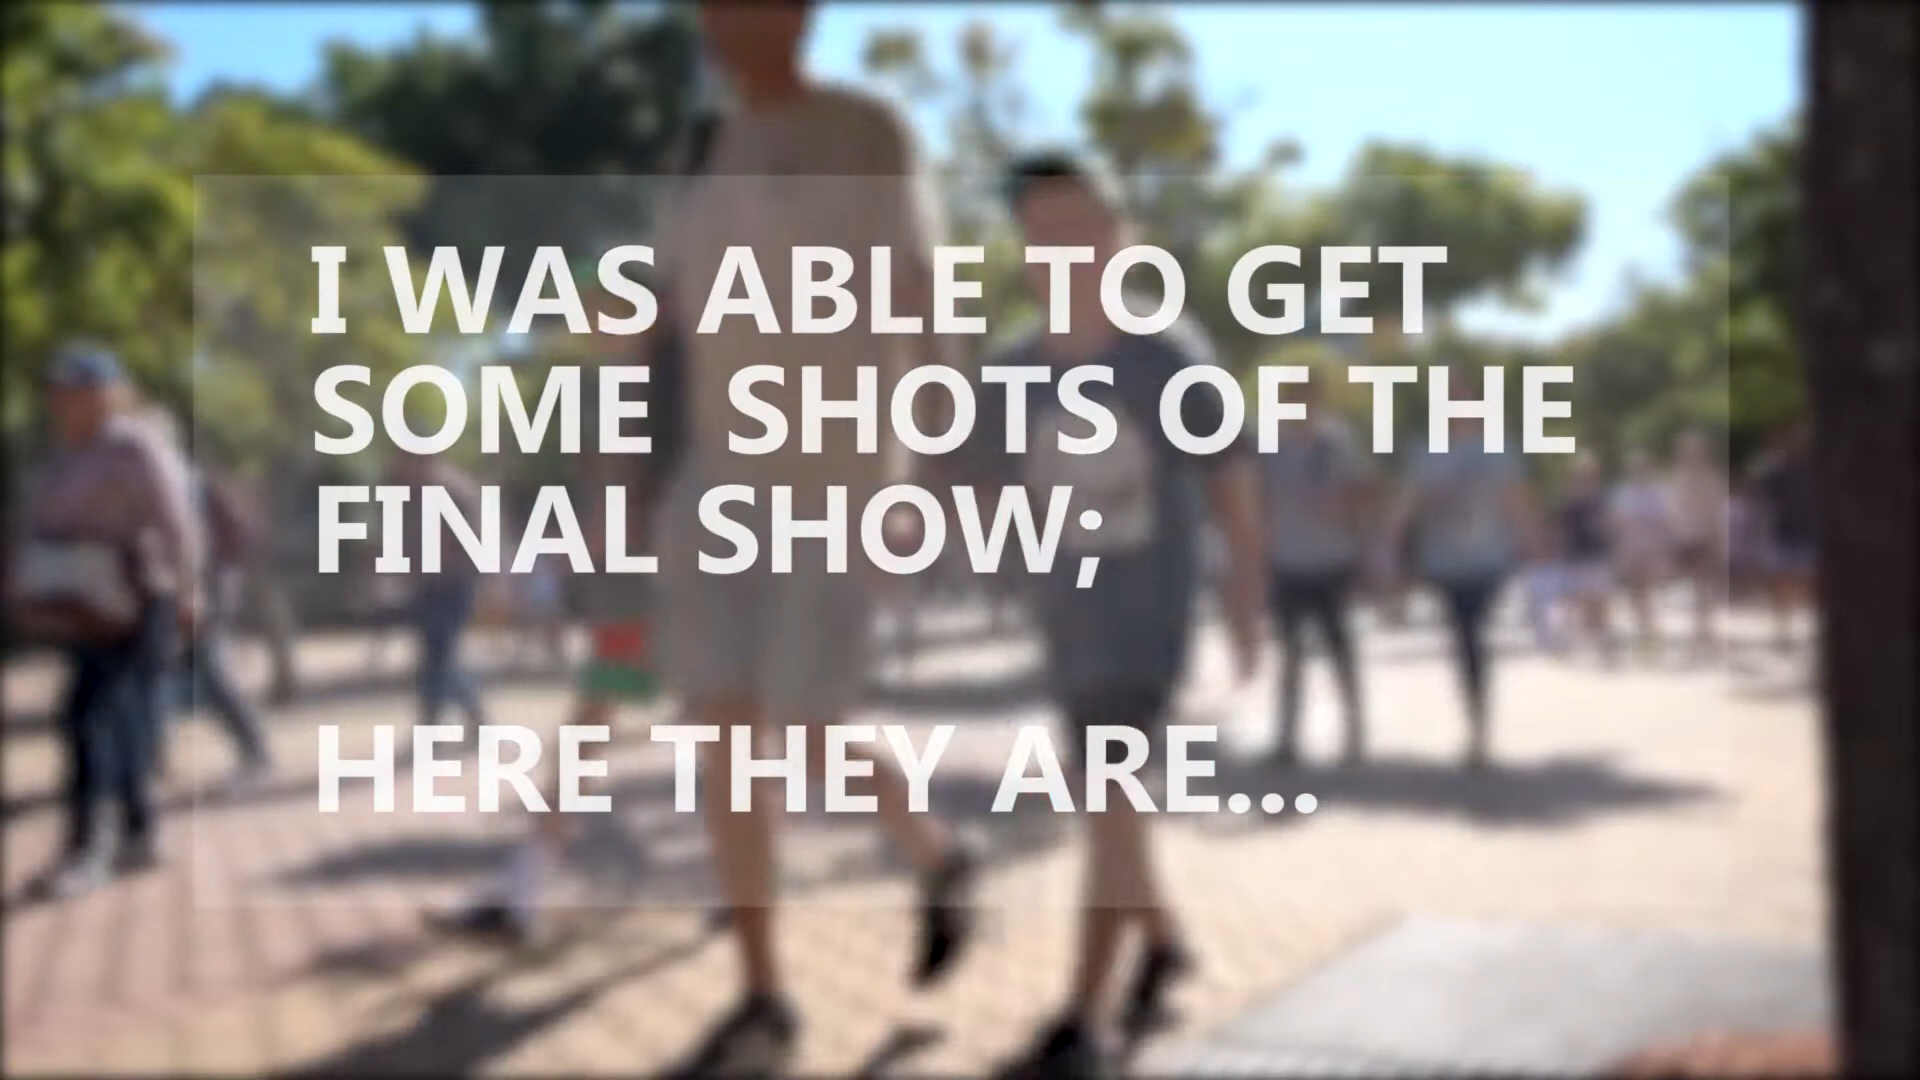 I WAS ABLE TO GET
SOME  SHOTS OF THE
FINAL SHOW;
HERE THEY ARE...